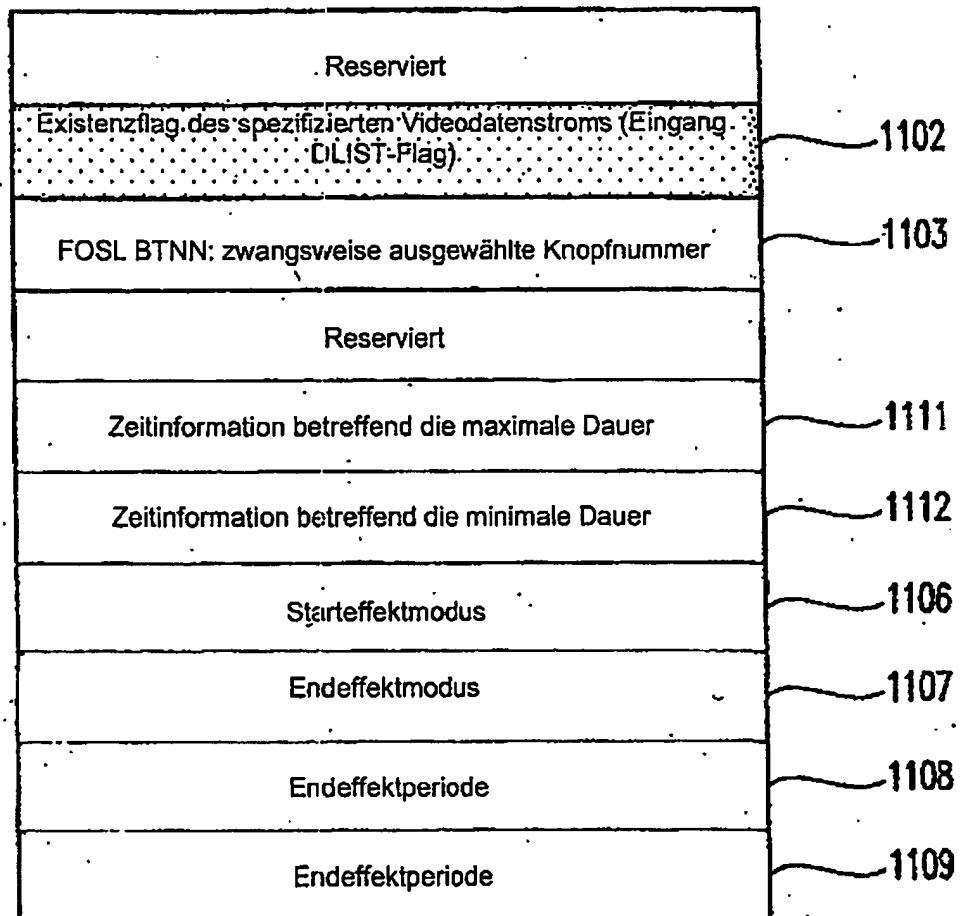 Reserviert
Existenzflag des spezifizierten Videodatenstroms (Eingang
DLIST-Flag)
1102
FOSL BTNN: zwangsweise ausgewählte Knopfnummer
1103
Reserviert
Zeitinformation betreffend die maximale Dauer
1111
Zeitinformation betreffend die minimale Dauer
1112
Starteffektmodus
1106
Endeffektmodus
1107
Endeffektperiode
1108
Endeffektperiode
1109